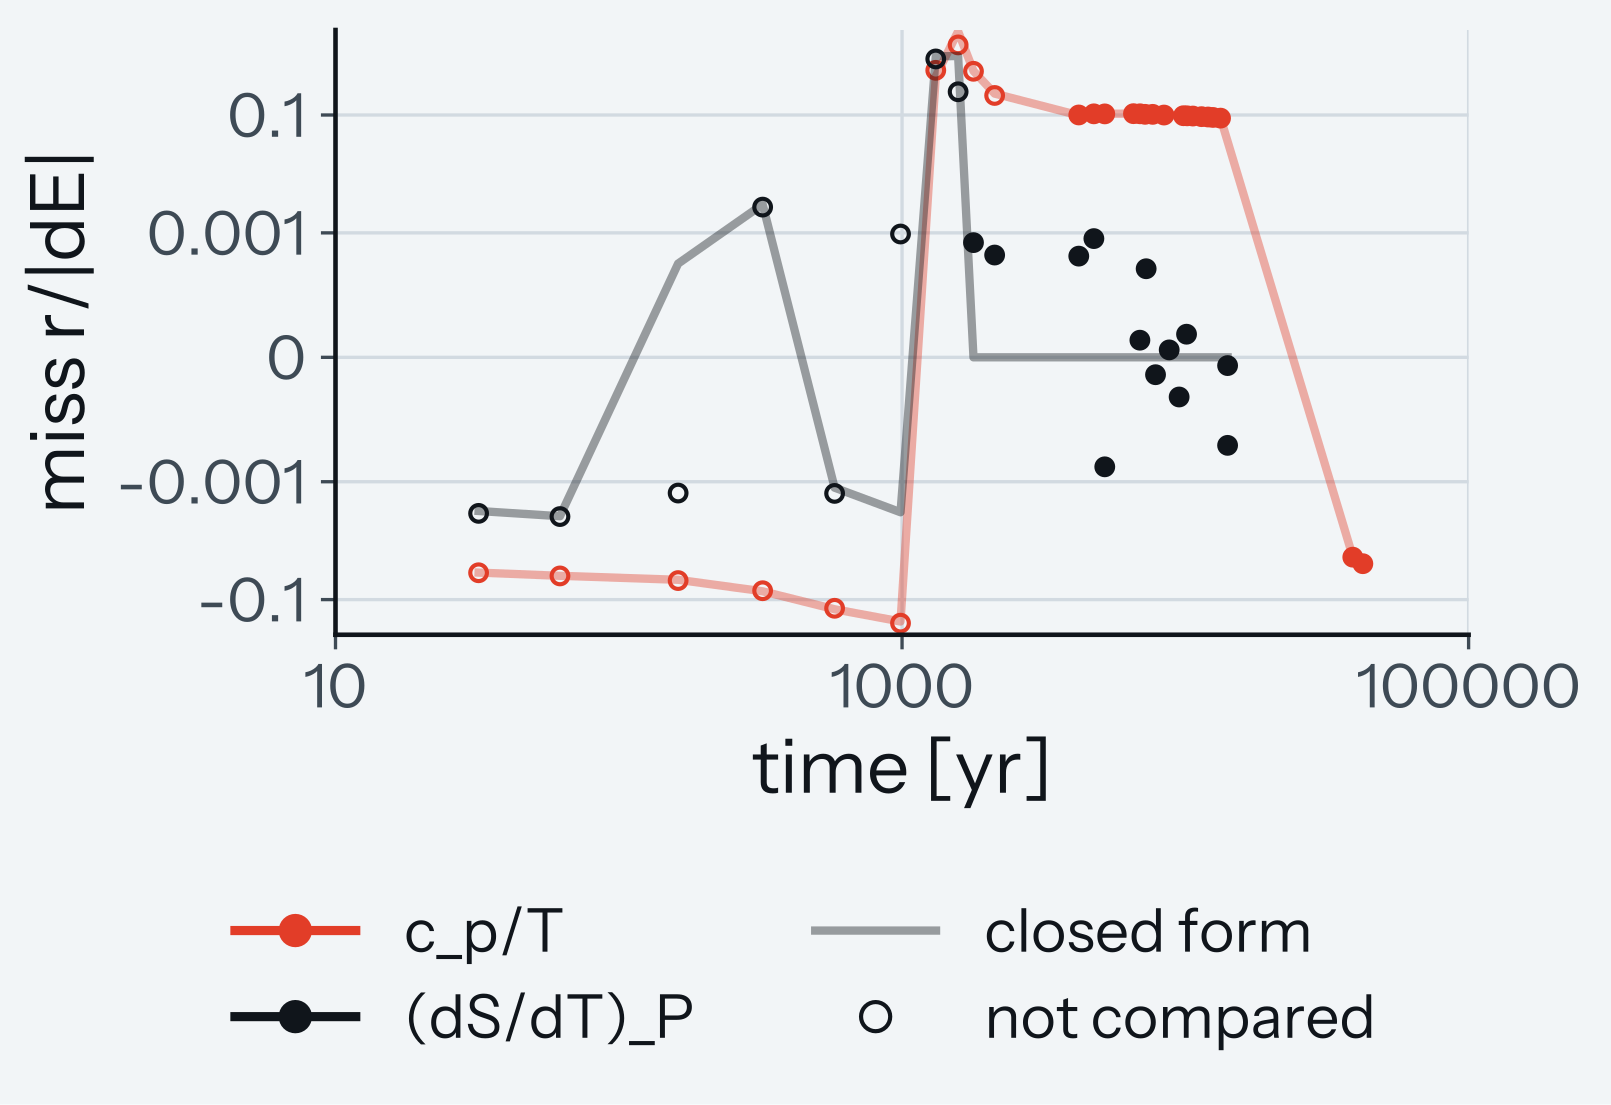 miss r/|dE|
0.1
0.001
0
-0.001
-0.1
10 1000 100000
time [yr]
c_p/T closed form
(dS/dT)_P not compared